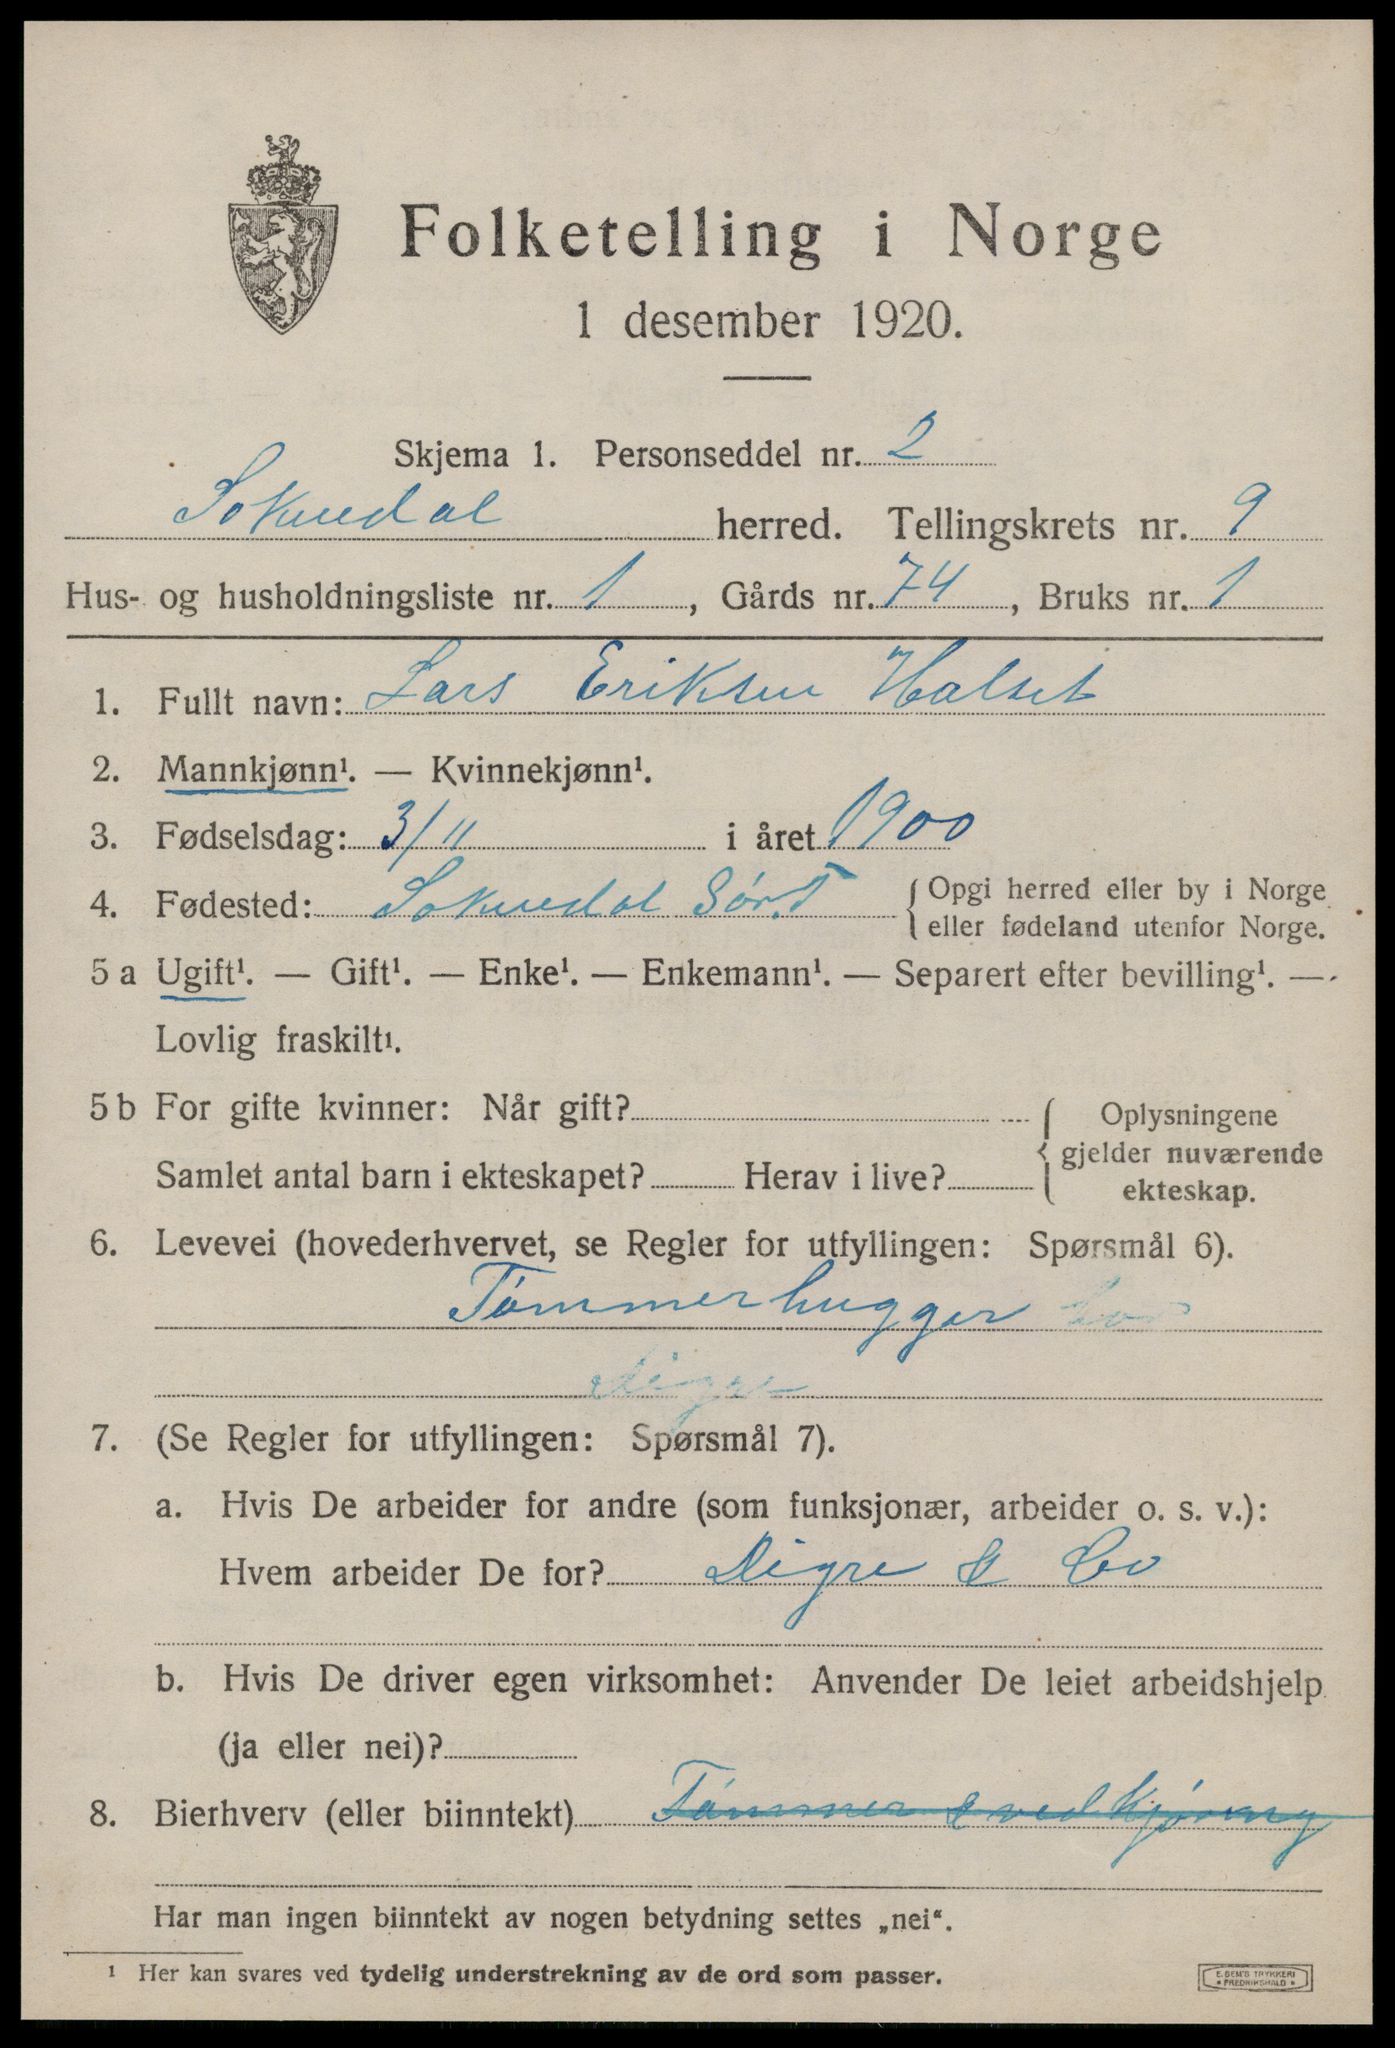 Folketelling i Norge
1 desember 1920.
Skjema 1. Personseddel nr. 2
Soknedal herred. Tellingskrets nr. 9
Hus- og husholdningsliste nr. 1, Gårds nr. 74, Bruks nr. 1
1. Fullt navn: Lars Eriksen Halset
2. Mannkjønn¹. — Kvinnekjønn¹.
3. Fødselsdag: 3/11 i året 1900
4. Fødested: Soknedal Sør.T { Opgi herred eller by i Norge
eller fødeland utenfor Norge.
5 a Ugift¹. — Gift¹. — Enke¹. — Enkemann¹. — Separert efter bevilling¹. —
Lovlig fraskilt¹.
5 b For gifte kvinner: Når gift? { Oplysningene
gjelder nuværende
ekteskap.
Samlet antal barn i ekteskapet? Herav i live?
6. Levevei (hovederhvervet, se Regler for utfyllingen: Spørsmål 6).
Tømmerhugger
Digre
7. (Se Regler for utfyllingen: Spørsmål 7).
a. Hvis De arbeider for andre (som funksjonær, arbeider o. s. v.):
Hvem arbeider De for? Digre & Co
b. Hvis De driver egen virksomhet: Anvender De leiet arbeidshjelp
(ja eller nei)?
8. Bierhverv (eller biinntekt) Tømmer & vedkjøring
Har man ingen biinntekt av nogen betydning settes „nei“.
¹ Her kan svares ved tydelig understrekning av de ord som passer.
E. SEM'S TRYKKERI
FREDRIKSHALD